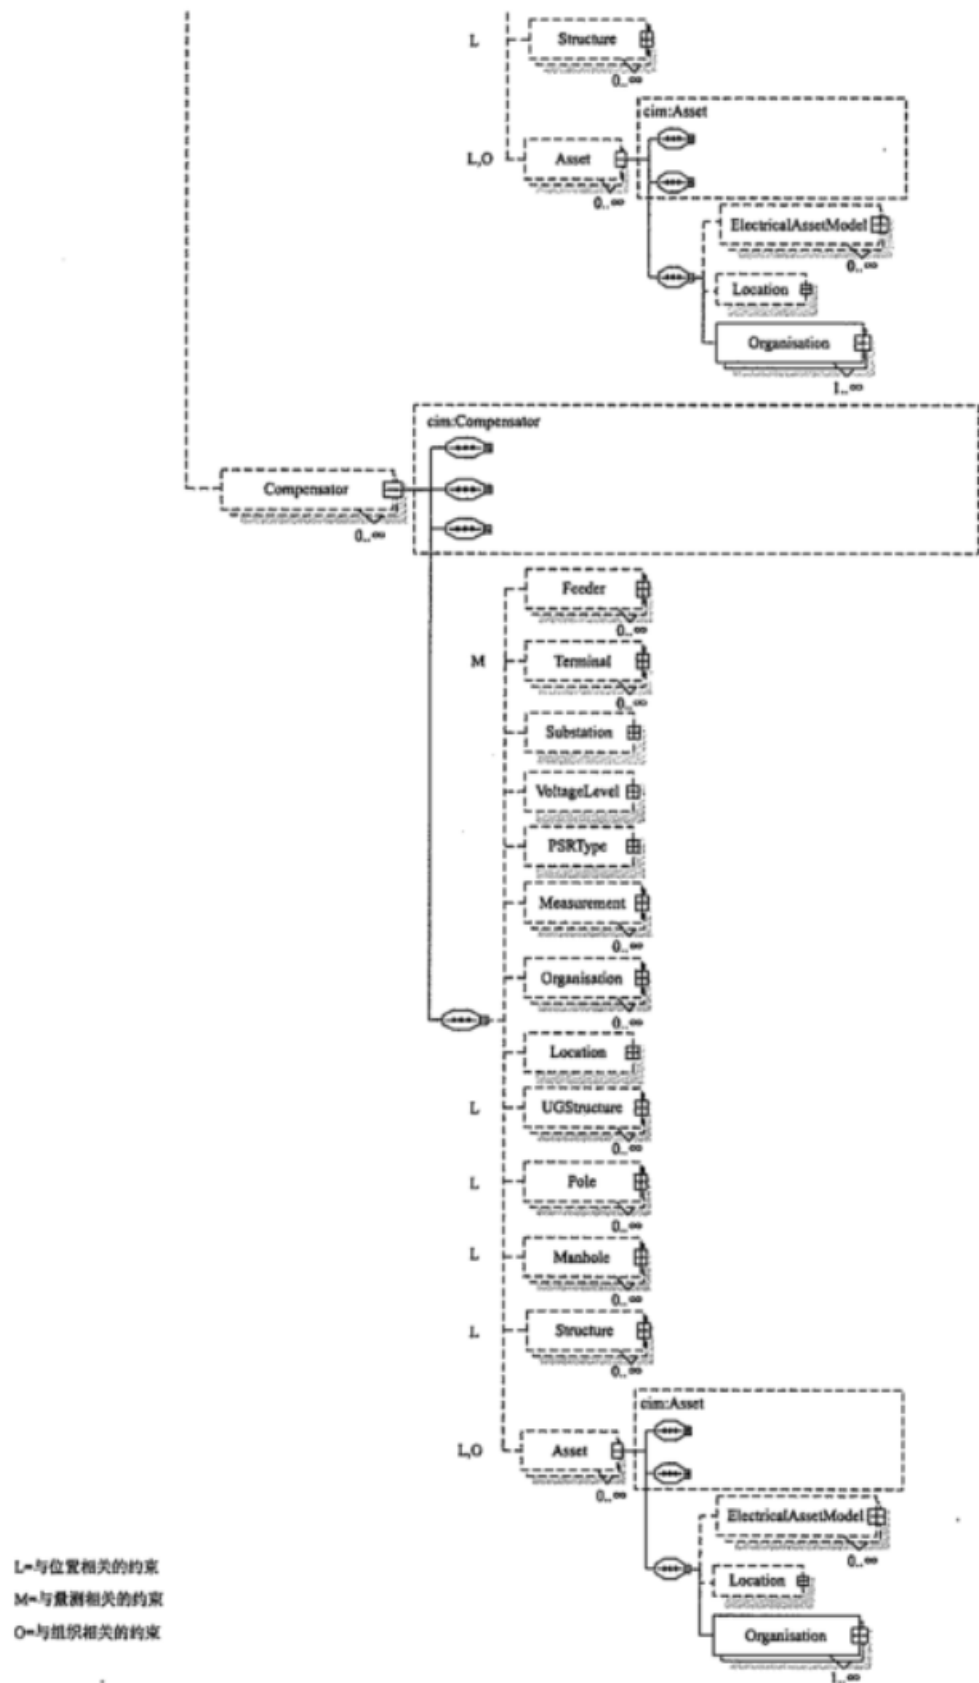 L
Structure
0..∞
cim:Asset
L,O
Asset
0..∞
ElectricalAssetModel
0..∞
Location
Organisation
1..∞
cim:Compensator
Compensator
0..∞
Feeder
0..∞
M
Terminal
0..∞
Substation
VoltageLevel
PSRType
Measurement
0..∞
Organisation
0..∞
Location
L
UGStructure
0..∞
L
Pole
0..∞
L
Manhole
0..∞
L
Structure
0..∞
cim:Asset
L,O
Asset
0..∞
ElectricalAssetModel
0..∞
Location
Organisation
1..∞
L=与位置相关的约束
M=与量测相关的约束
O=与组织相关的约束